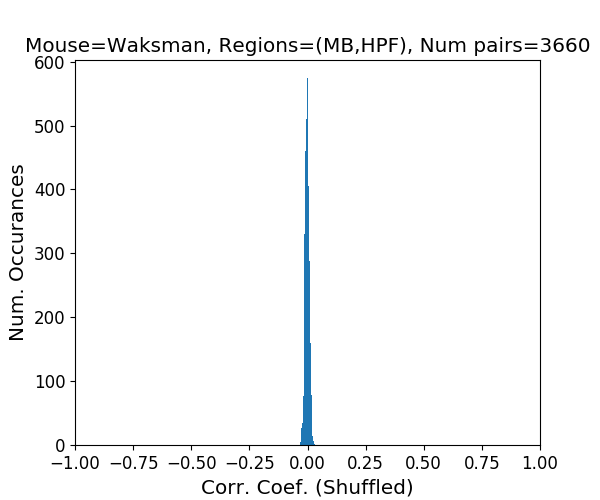 Mouse=Waksman, Regions=(MB,HPF), Num pairs=3660
600
500
400
300
200
100
0
Num. Occurances
−1.00 −0.75 −0.50 −0.25 0.00 0.25 0.50 0.75 1.00
Corr. Coef. (Shuffled)